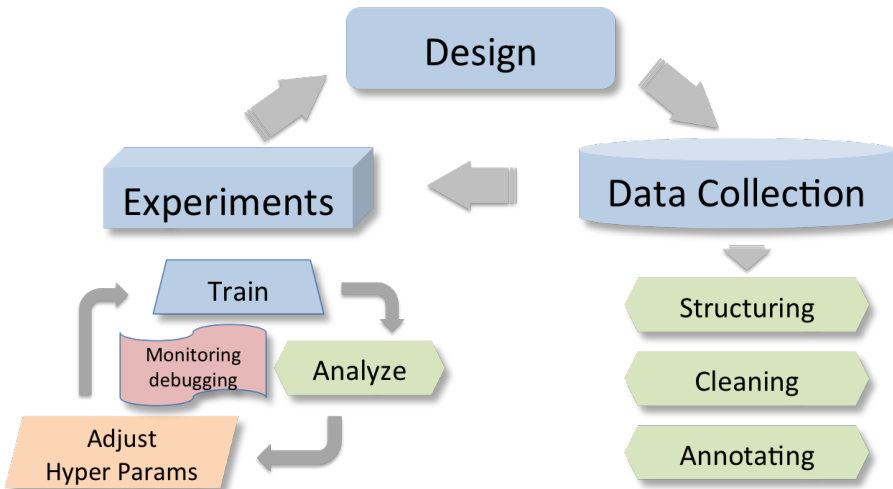 Design
Experiments
Data Collection
Train
Monitoring
debugging
Analyze
Adjust
Hyper Params
Structuring
Cleaning
Annotating